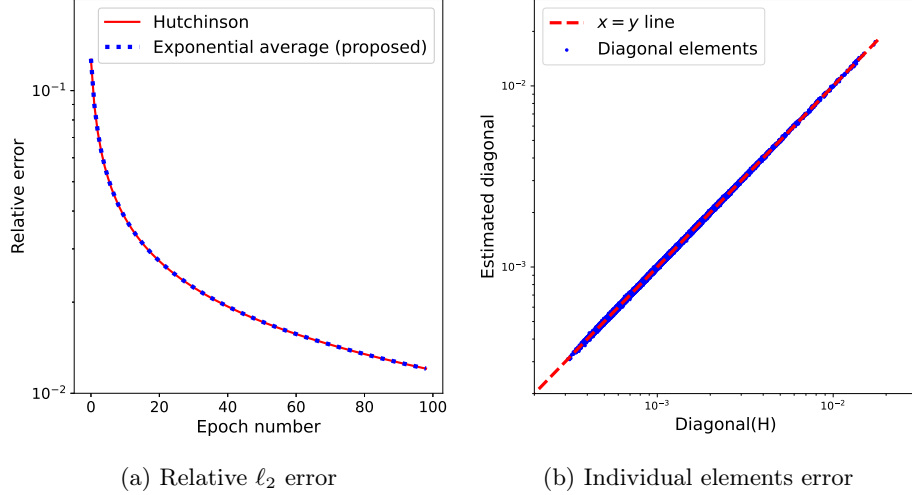 Hutchinson
Exponential average (proposed)
Relative error
10⁻¹
10⁻²
0 20 40 60 80 100
Epoch number
(a) Relative ℓ₂ error
x = y line
Diagonal elements
Estimated diagonal
10⁻²
10⁻³
10⁻³ 10⁻²
Diagonal(H)
(b) Individual elements error